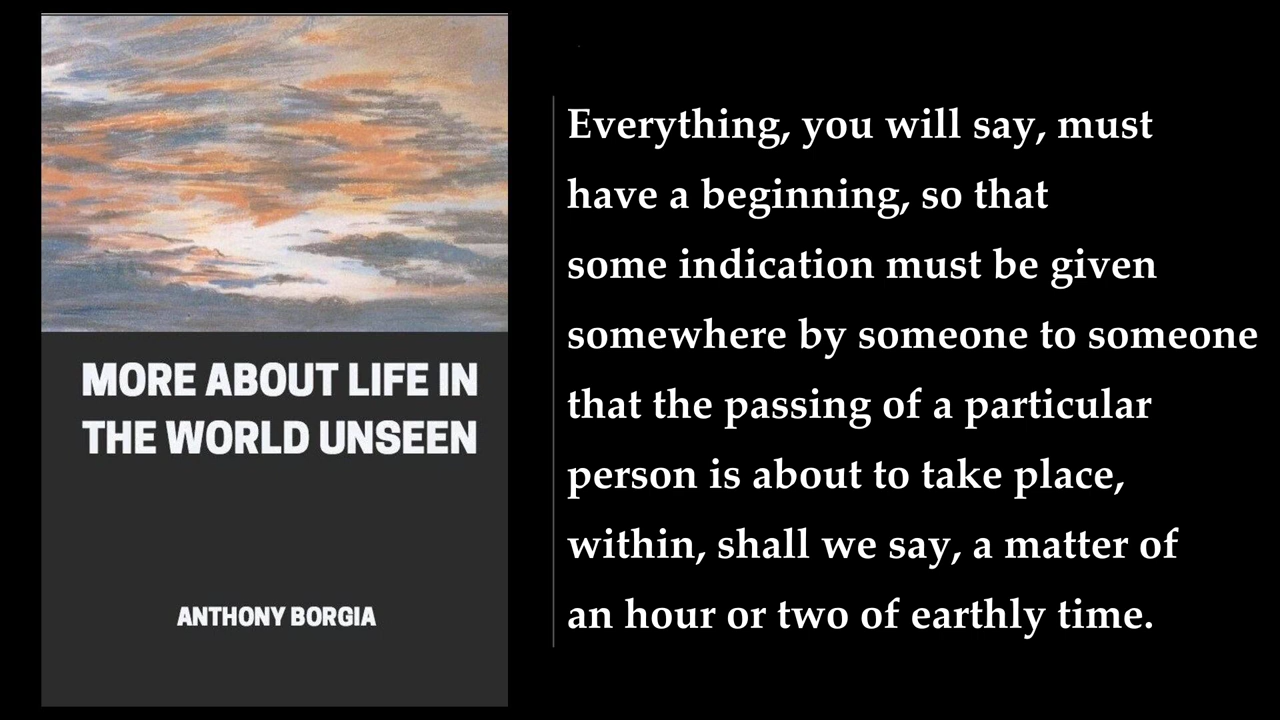 MORE ABOUT LIFE IN
THE WORLD UNSEEN
ANTHONY BORGIA
Everything, you will say, must
have a beginning, so that
some indication must be given
somewhere by someone to someone
that the passing of a particular
person is about to take place,
within, shall we say, a matter of
an hour or two of earthly time.